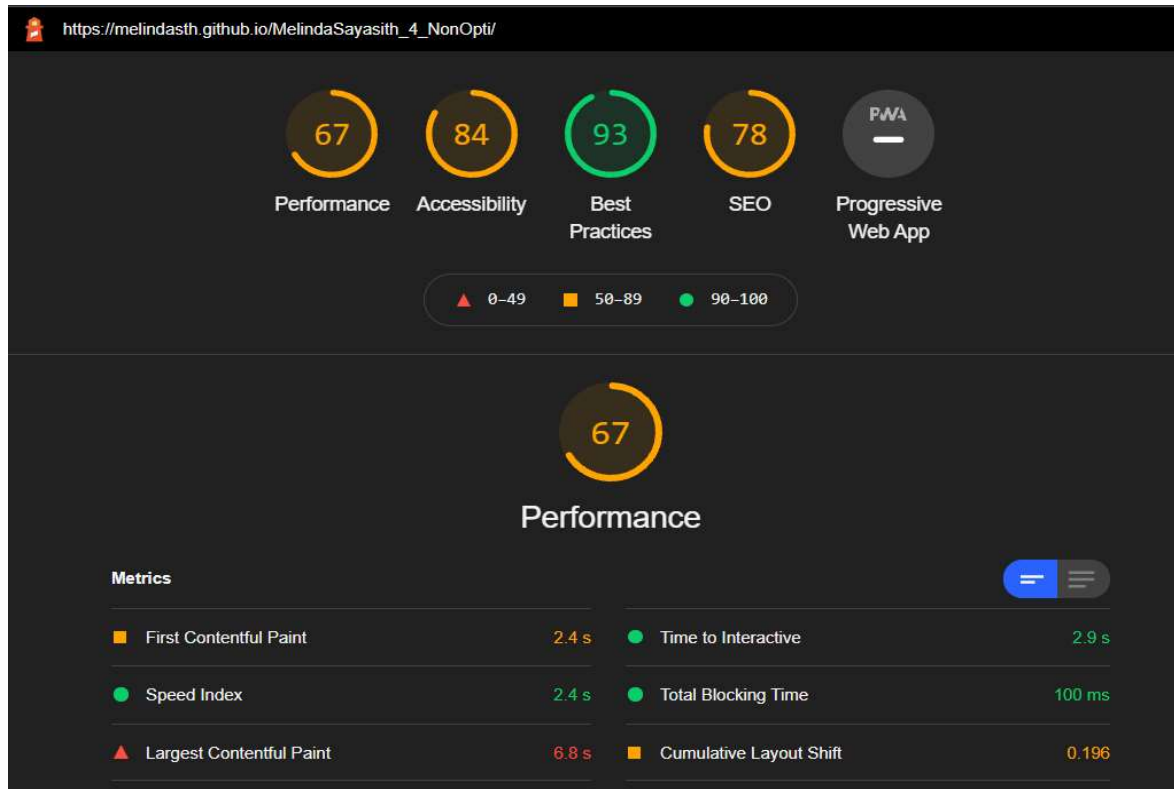 https://melindasth.github.io/MelindaSayasith_4_NonOpti/
67
84
93
78
PWA
Performance
Accessibility
Best
Practices
SEO
Progressive
Web App
0–49
50–89
90–100
67
Performance
Metrics
First Contentful Paint 2.4 s
Time to Interactive 2.9 s
Speed Index 2.4 s
Total Blocking Time 100 ms
Largest Contentful Paint 6.8 s
Cumulative Layout Shift 0.196